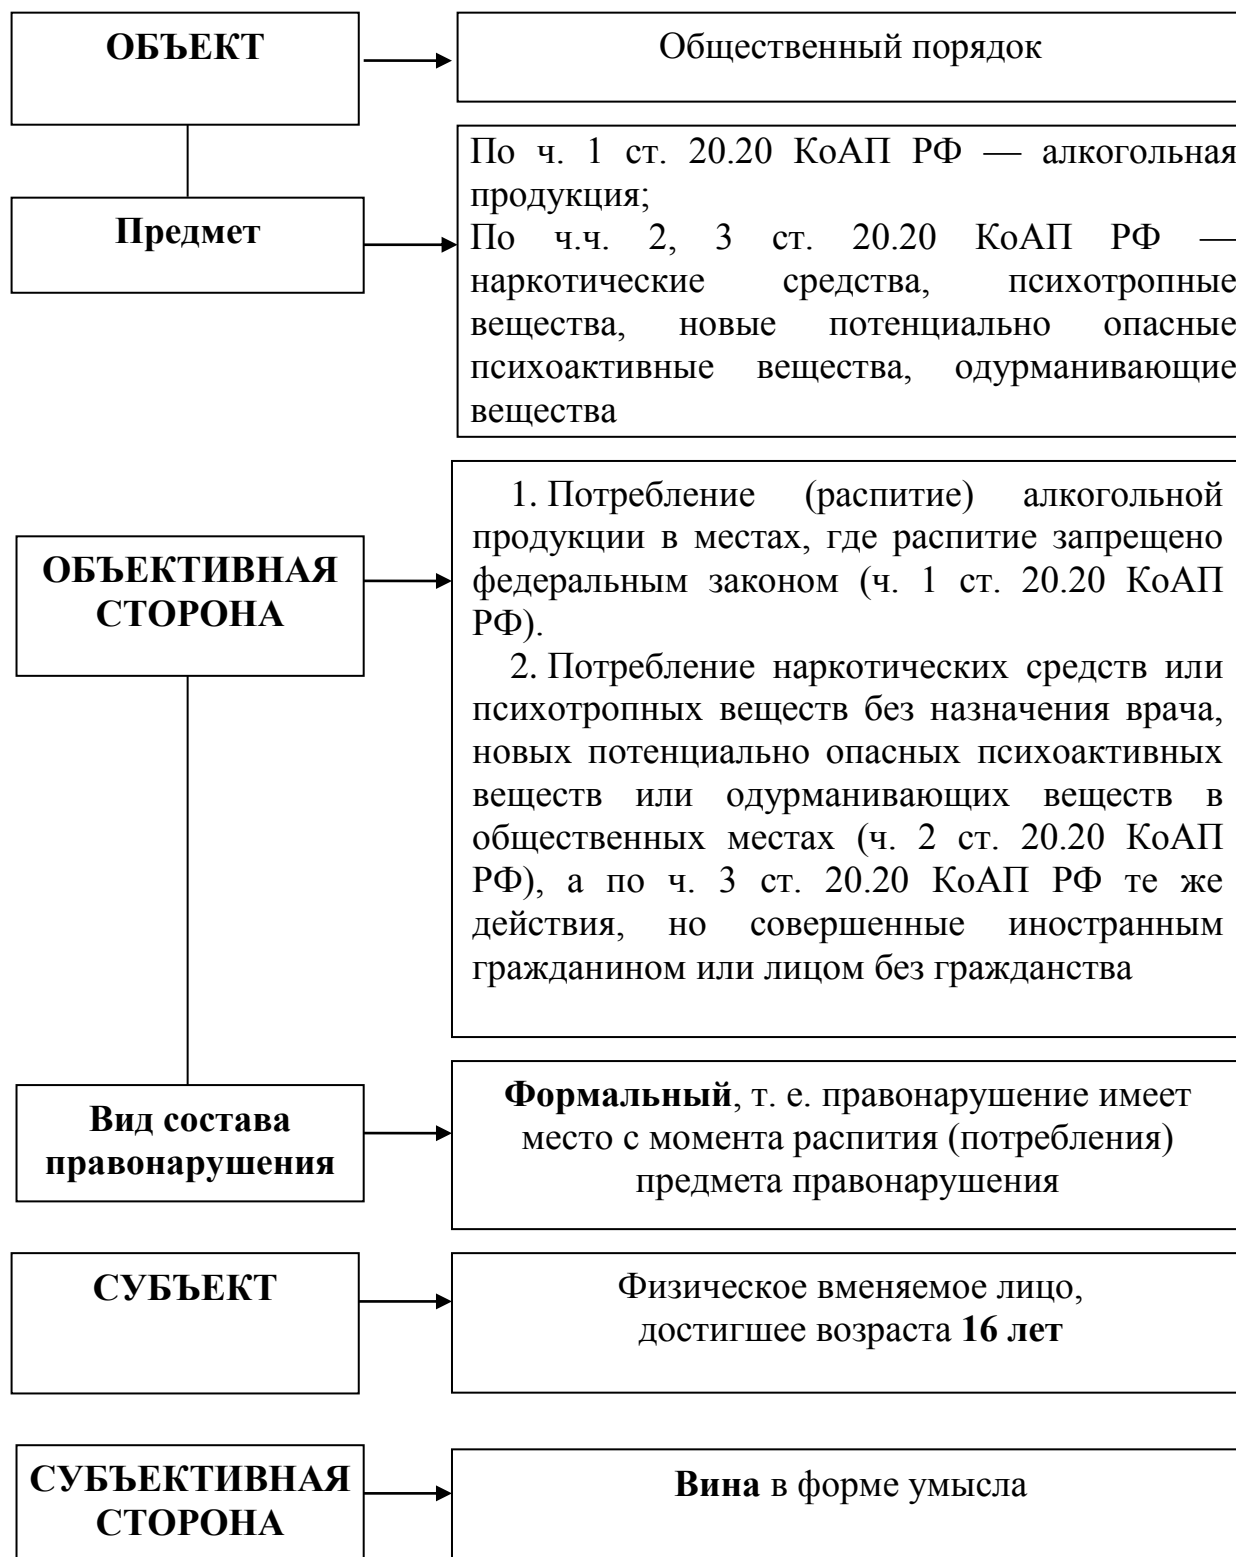 ОБЪЕКТ
Общественный порядок
Предмет
По ч. 1 ст. 20.20 КоАП РФ — алкогольная
продукция;
По ч.ч. 2, 3 ст. 20.20 КоАП РФ —
наркотические средства, психотропные
вещества, новые потенциально опасные
психоактивные вещества, одурманивающие
вещества
ОБЪЕКТИВНАЯ
СТОРОНА
1. Потребление (распитие) алкогольной
продукции в местах, где распитие запрещено
федеральным законом (ч. 1 ст. 20.20 КоАП
РФ).
2. Потребление наркотических средств или
психотропных веществ без назначения врача,
новых потенциально опасных психоактивных
веществ или одурманивающих веществ в
общественных местах (ч. 2 ст. 20.20 КоАП
РФ), а по ч. 3 ст. 20.20 КоАП РФ те же
действия, но совершенные иностранным
гражданином или лицом без гражданства
Вид состава
правонарушения
Формальный, т. е. правонарушение имеет
место с момента распития (потребления)
предмета правонарушения
СУБЪЕКТ
Физическое вменяемое лицо,
достигшее возраста 16 лет
СУБЪЕКТИВНАЯ
СТОРОНА
Вина в форме умысла